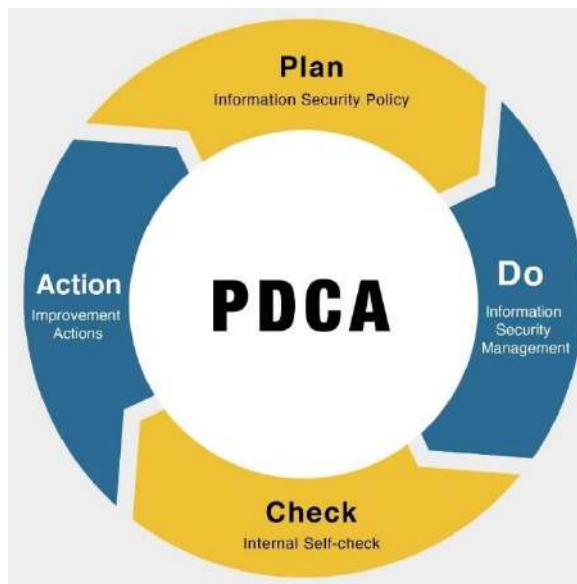 Plan
Information Security Policy
Do
Information
Security
Management
PDCA
Action
Improvement
Actions
Check
Internal Self-check